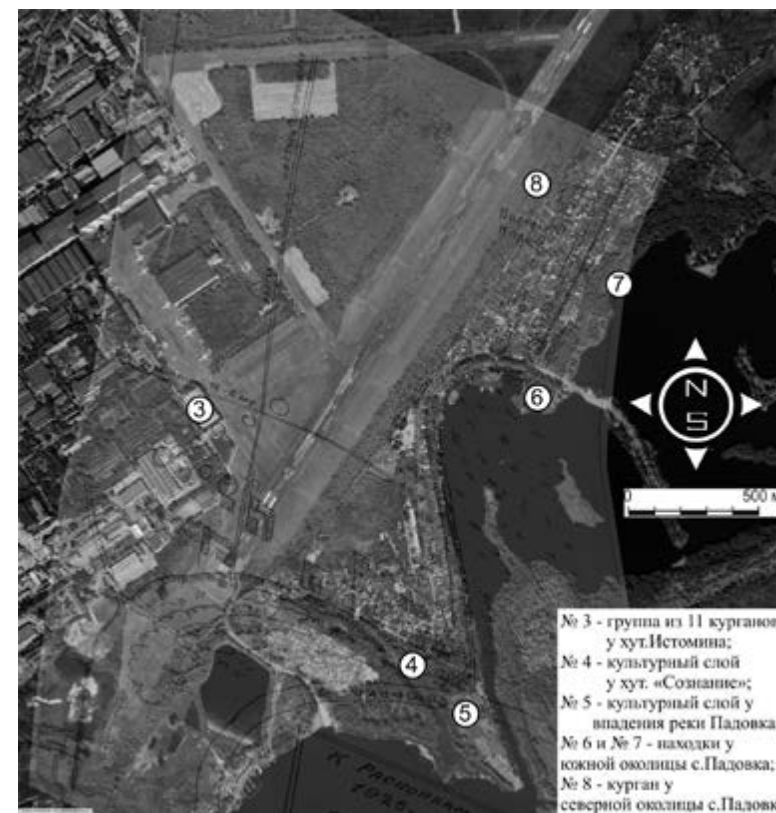 8
7
3
6
N
S
0 500 м
4
5
№ 3 - группа из 11 курганов
у хут.Истомина;
№ 4 - культурный слой
у хут. «Сознание»;
№ 5 - культурный слой у
впадения реки Падовка
№ 6 и № 7 - находки у
южной околицы с.Падовка;
№ 8 - курган у
северной околицы с.Падовк